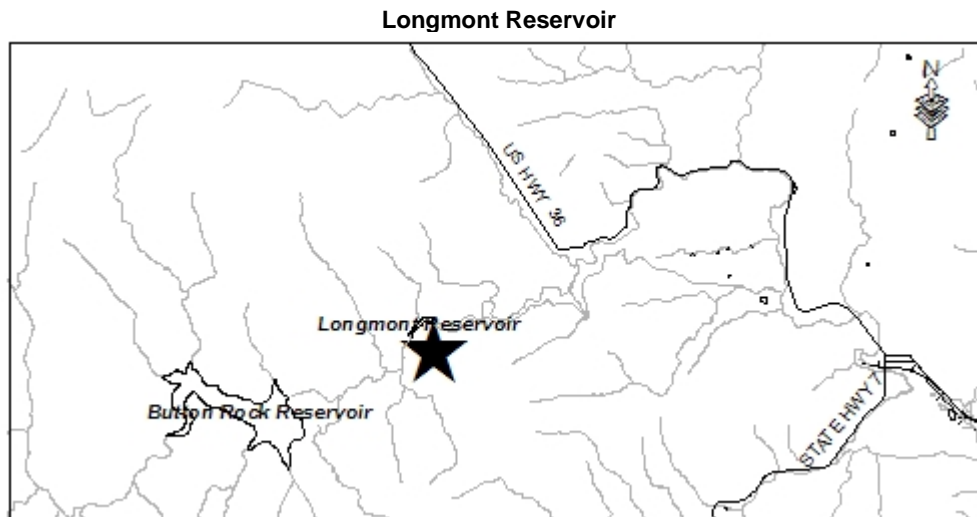 Longmont Reservoir
N
US HWY 36
Longmont Reservoir
Button Rock Reservoir
STATE HWY 7